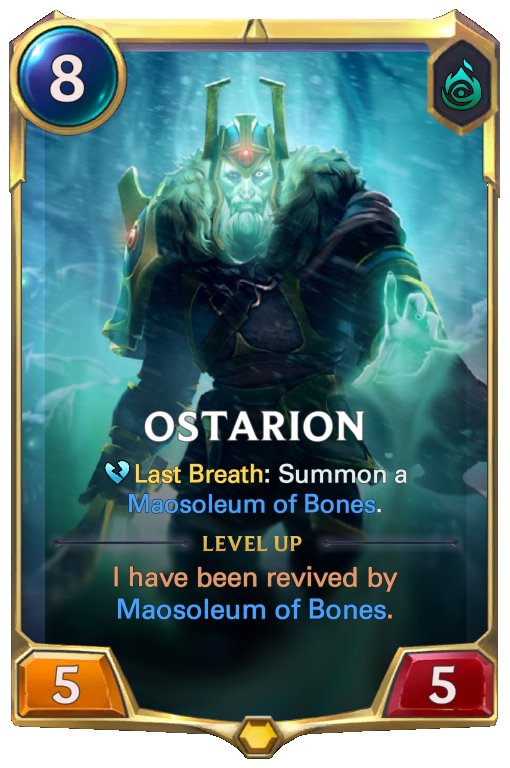 8
OSTARION
Last Breath: Summon a
Maosoleum of Bones.
LEVEL UP
I have been revived by
Maosoleum of Bones.
5
5